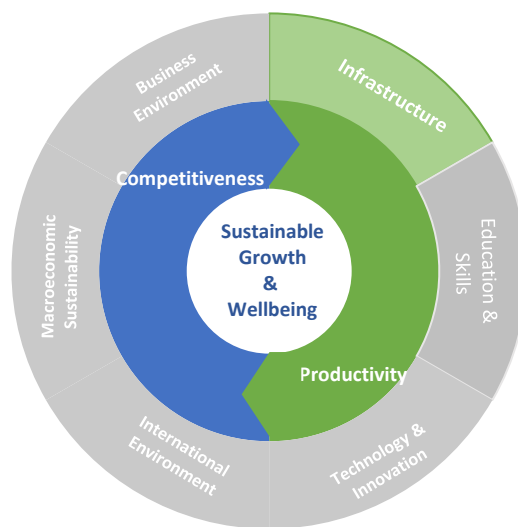 Business
Environment
Infrastructure
Competitiveness
Macroeconomic
Sustainability
Sustainable
Growth
&
Wellbeing
Education &
Skills
Productivity
International
Environment
Technology &
Innovation